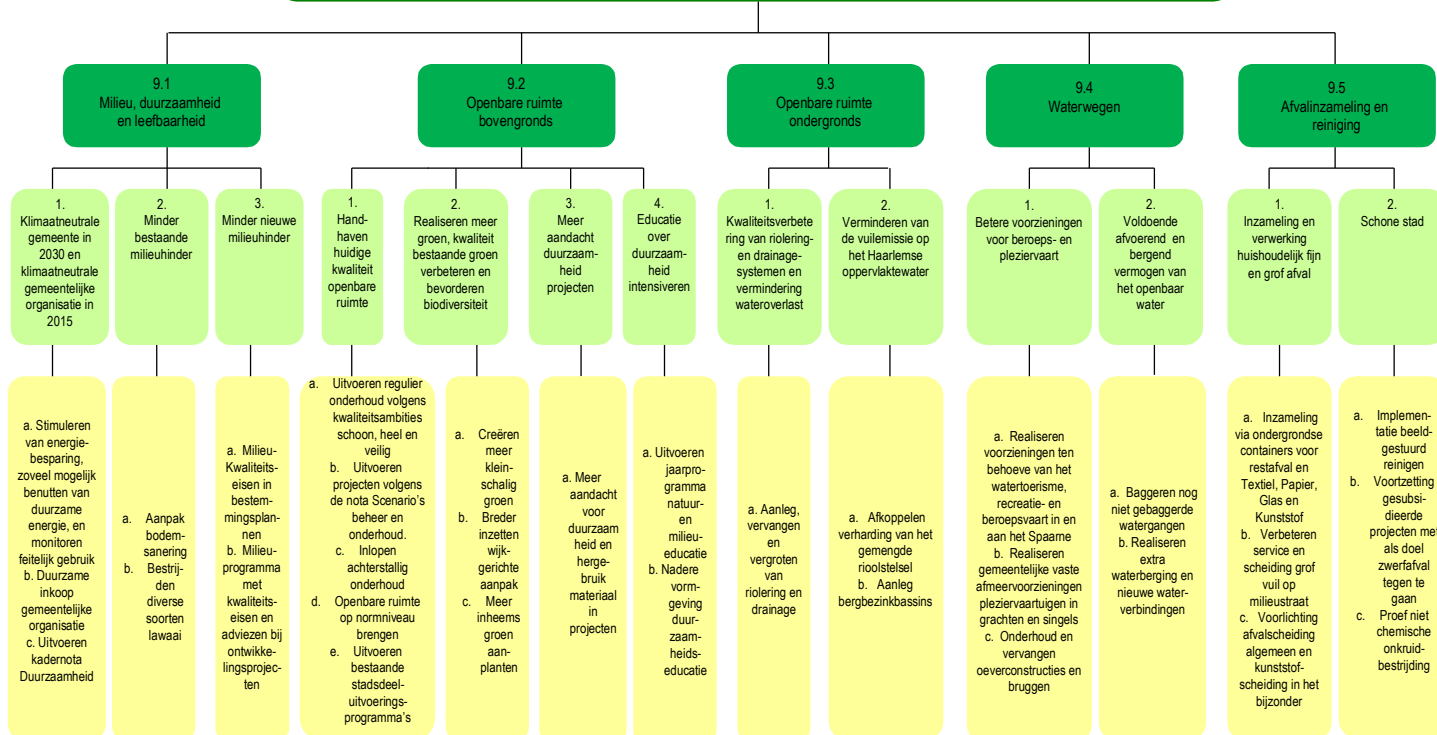 9.1
Milieu, duurzaamheid
en leefbaarheid
9.2
Openbare ruimte
bovengronds
9.3
Openbare ruimte
ondergronds
9.4
Waterwegen
9.5
Afvalinzameling en
reiniging
1.
Klimaatneutrale
gemeente in
2030 en
klimaatneutrale
gemeentelijke
organisatie in
2015
2.
Minder
bestaande
milieuhinder
3.
Minder nieuwe
milieuhinder
1.
Hand-
haven
huidige
kwaliteit
openbare
ruimte
2.
Realiseren meer
groen, kwaliteit
bestaande groen
verbeteren en
bevorderen
biodiversiteit
3.
Meer
aandacht
duurzaam-
heid
projecten
4.
Educatie
over
duurzaam-
heid
intensiveren
1.
Kwaliteitsverbete
ring van riolering-
en drainage-
systemen en
vermindering
wateroverlast
2.
Verminderen van
de vuilemissie op
het Haarlemse
oppervlaktewater
1.
Betere voorzieningen
voor beroeps- en
pleziervaart
2.
Voldoende
afvoerend en
bergend
vermogen van
het openbaar
water
1.
Inzameling en
verwerking
huishoudelijk fijn
en grof afval
2.
Schone stad
a. Stimuleren
van energie-
besparing,
zoveel mogelijk
benutten van
duurzame
energie, en
monitoren
feitelijk gebruik
b. Duurzame
inkoop
gemeentelijke
organisatie
c. Uitvoeren
kadernota
Duurzaamheid
a. Aanpak
bodem-
sanering
b. Bestrij-
den
diverse
soorten
lawaai
a. Milieu-
Kwaliteits-
eisen in
bestem-
mingsplan-
nen
b. Milieu-
programma
met
kwaliteits-
eisen en
adviezen bij
ontwikke-
lingsprojec-
ten
a. Uitvoeren regulier
onderhoud volgens
kwaliteitsambities
schoon, heel en
veilig
b. Uitvoeren
projecten volgens
de nota Scenario's
beheer en
onderhoud.
c. Inlopen
achterstallig
onderhoud
d. Openbare ruimte
op normniveau
brengen
e. Uitvoeren
bestaande
stadsdeel-
uitvoerings-
programma's
a. Creëren
meer
klein-
schalig
groen
b. Breder
inzetten
wijk-
gerichte
aanpak
c. Meer
inheems
groen
aan-
planten
a. Meer
aandacht
voor
duurzaam
heid en
herge-
bruik
materiaal
in
projecten
a. Uitvoeren
jaarpro-
gramma
natuur-
en
milieu-
educatie
b. Nadere
vorm-
geving
duur-
zaam-
heids-
educatie
a. Aanleg,
vervangen
en
vergroten
van
riolering en
drainage
a. Afkoppelen
verharding van het
gemengde
rioolstelsel
b. Aanleg
bergbezinkbassins
a. Realiseren
voorzieningen ten
behoeve van het
watertoerisme,
recreatie- en
beroepsvaart in en
aan het Spaarne
b. Realiseren
gemeentelijke vaste
afmeervoorzieningen
pleziervaartuigen in
grachten en singels
c. Onderhoud en
vervangen
oeverconstructies en
bruggen
a. Baggeren nog
niet gebaggerde
watergangen
b. Realiseren
extra
waterberging en
nieuwe water-
verbindingen
a. Inzameling
via ondergrondse
containers voor
restafval en
Textiel, Papier,
Glas en
Kunststof
b. Verbeteren
service en
scheiding grof
vuil op
milieustraat
c. Voorlichting
afvalscheiding
algemeen en
kunststof-
scheiding in het
bijzonder
a. Implemen-
tatie beeld-
gestuurd
reinigen
b. Voortzetting
gesubsi-
dieerde
projecten met
als doel
zwerfafval
tegen te
gaan
c. Proef niet
chemische
onkruid-
bestrijding